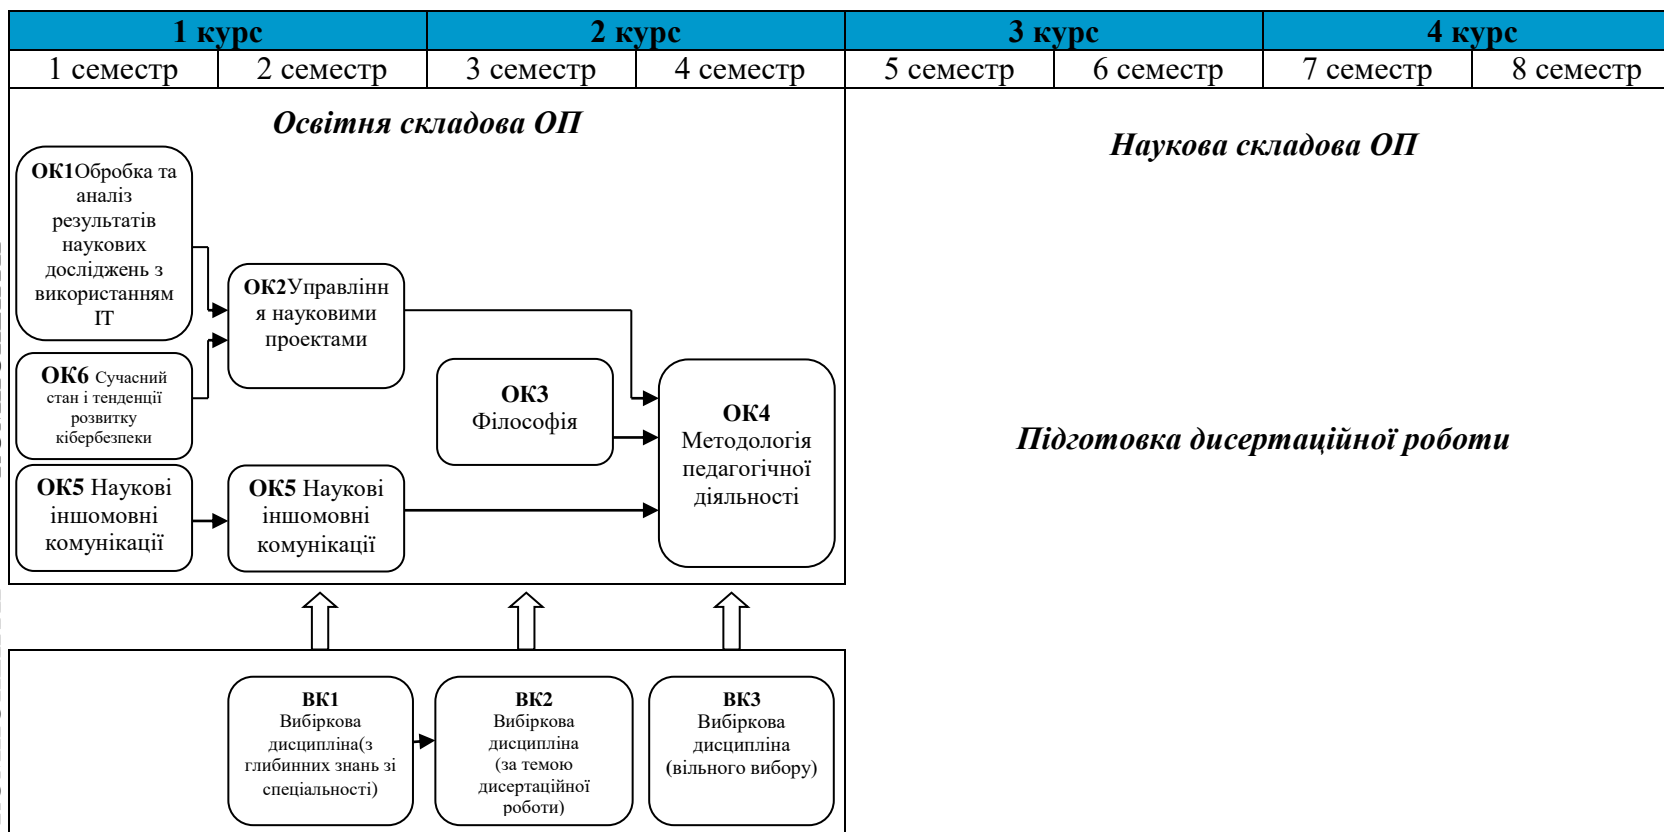 1 курс 2 курс 3 курс 4 курс
1 семестр 2 семестр 3 семестр 4 семестр 5 семестр 6 семестр 7 семестр 8 семестр
Освітня складова ОП
Наукова складова ОП
ОК1Обробка та
аналіз
результатів
наукових
досліджень з
використанням
ІТ
ОК2Управлінн
я науковими
проектами
ОК6 Сучасний
стан і тенденції
розвитку
кібербезпеки
ОК3
Філософія
ОК4
Методологія
педагогічної
діяльності
Підготовка дисертаційної роботи
ОК5 Наукові
іншомовні
комунікації
ОК5 Наукові
іншомовні
комунікації
ВК1
Вибіркова
дисципліна(з
глибинних знань зі
спеціальності)
ВК2
Вибіркова
дисципліна
(за темою
дисертаційної
роботи)
ВК3
Вибіркова
дисципліна
(вільного вибору)